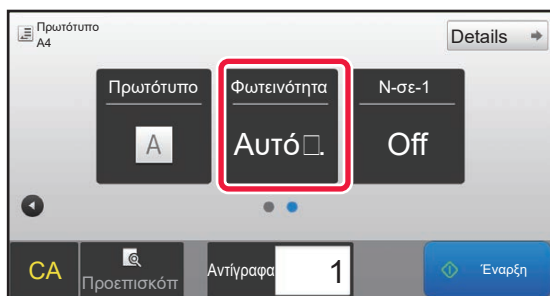 Πρωτότυπο
A4
Details
Πρωτότυπο
Φωτεινότητα
N-σε-1
A
Αυτό□.
Off
CA
Προεπισκόπ
Αντίγραφα
1
Έναρξη